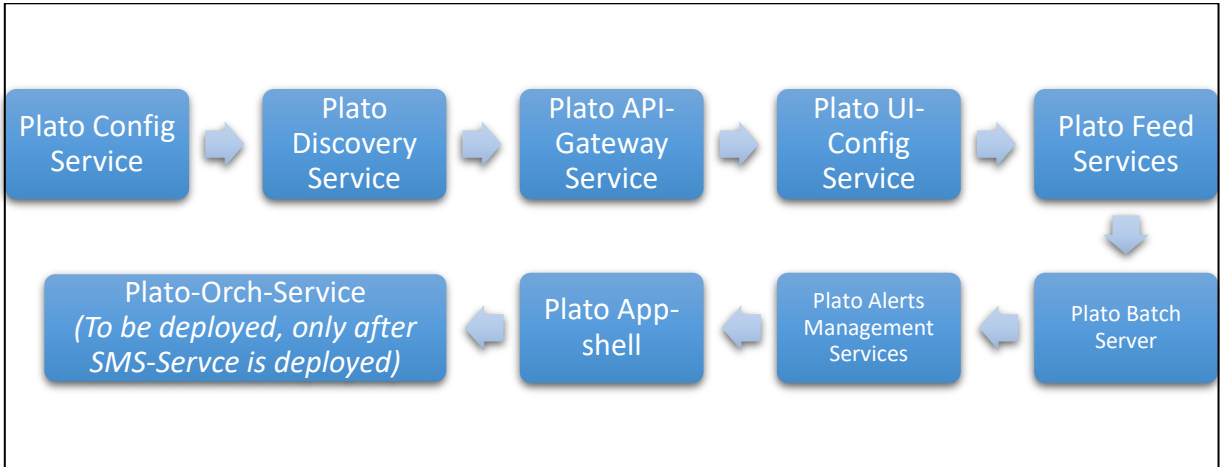 Plato Config
Service
Plato
Discovery
Service
Plato API-
Gateway
Service
Plato UI-
Config
Service
Plato Feed
Services
Plato Batch
Server
Plato Alerts
Management
Services
Plato App-
shell
Plato-Orch-Service
(To be deployed, only after
SMS-Servce is deployed)